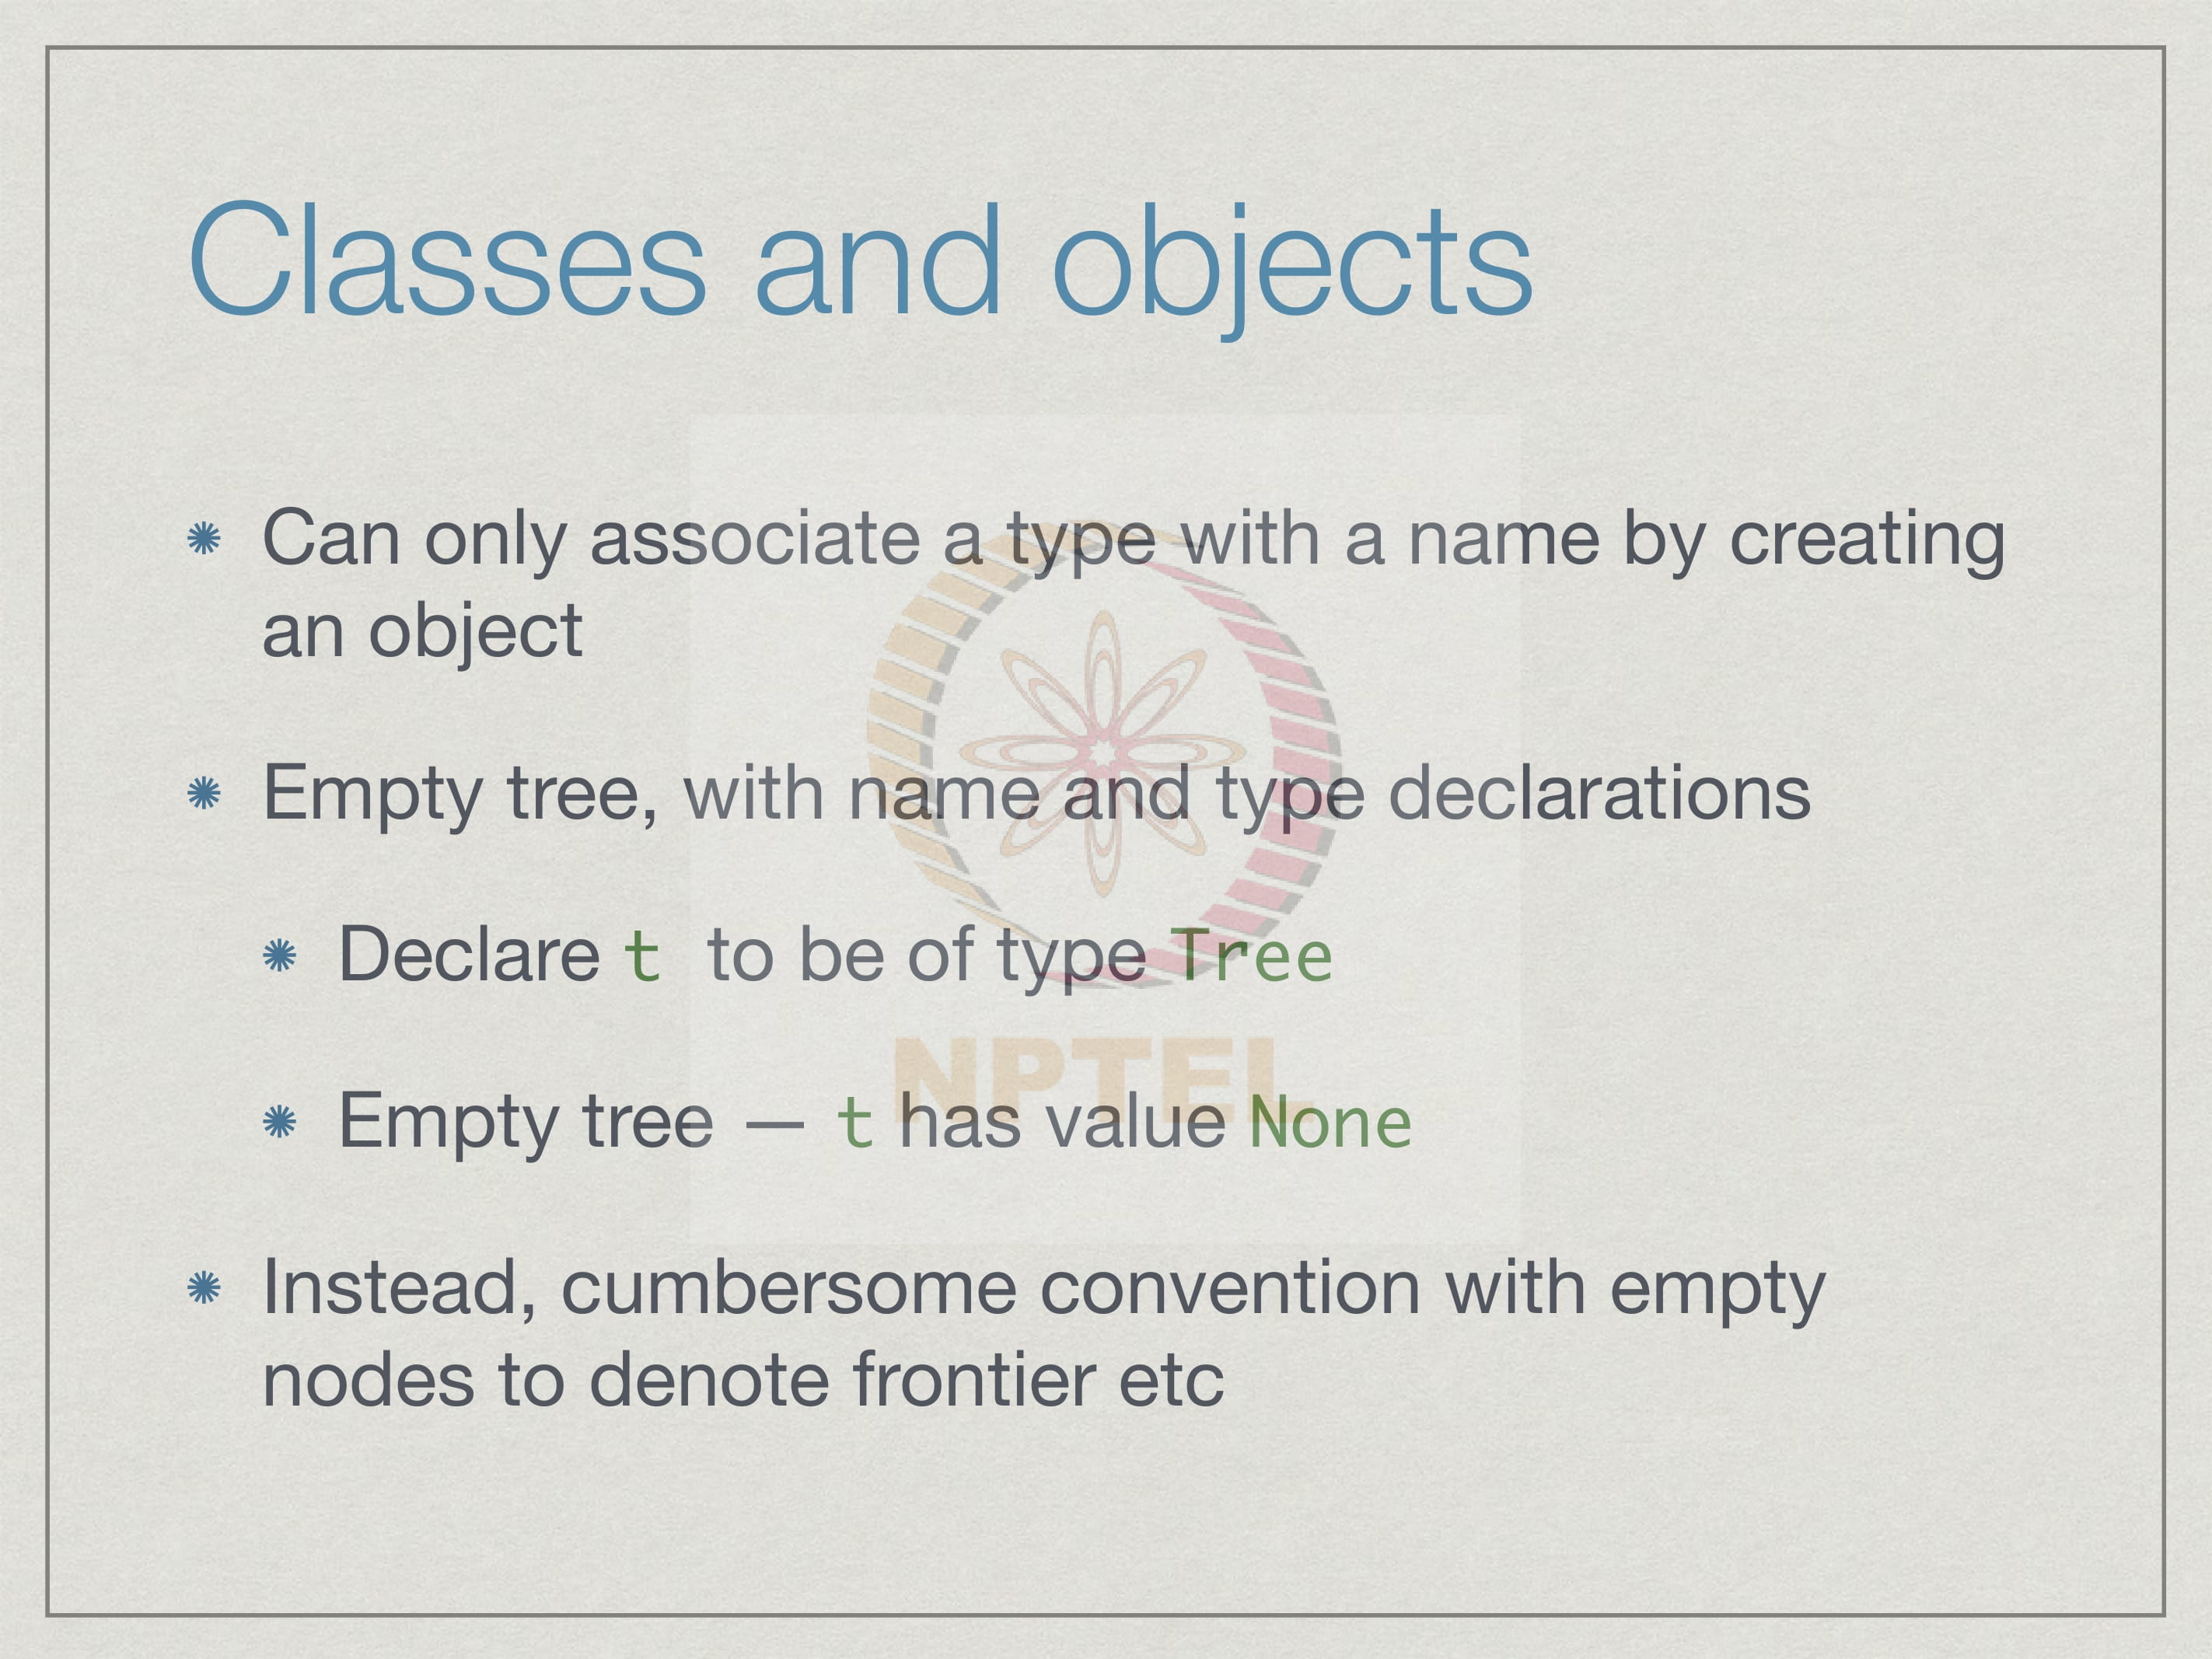 Classes and objects
Can only associate a type with a name by creating
an object
Empty tree, with name and type declarations
Declare t to be of type Tree
Empty tree — t has value None
NPTEL
Instead, cumbersome convention with empty
nodes to denote frontier etc